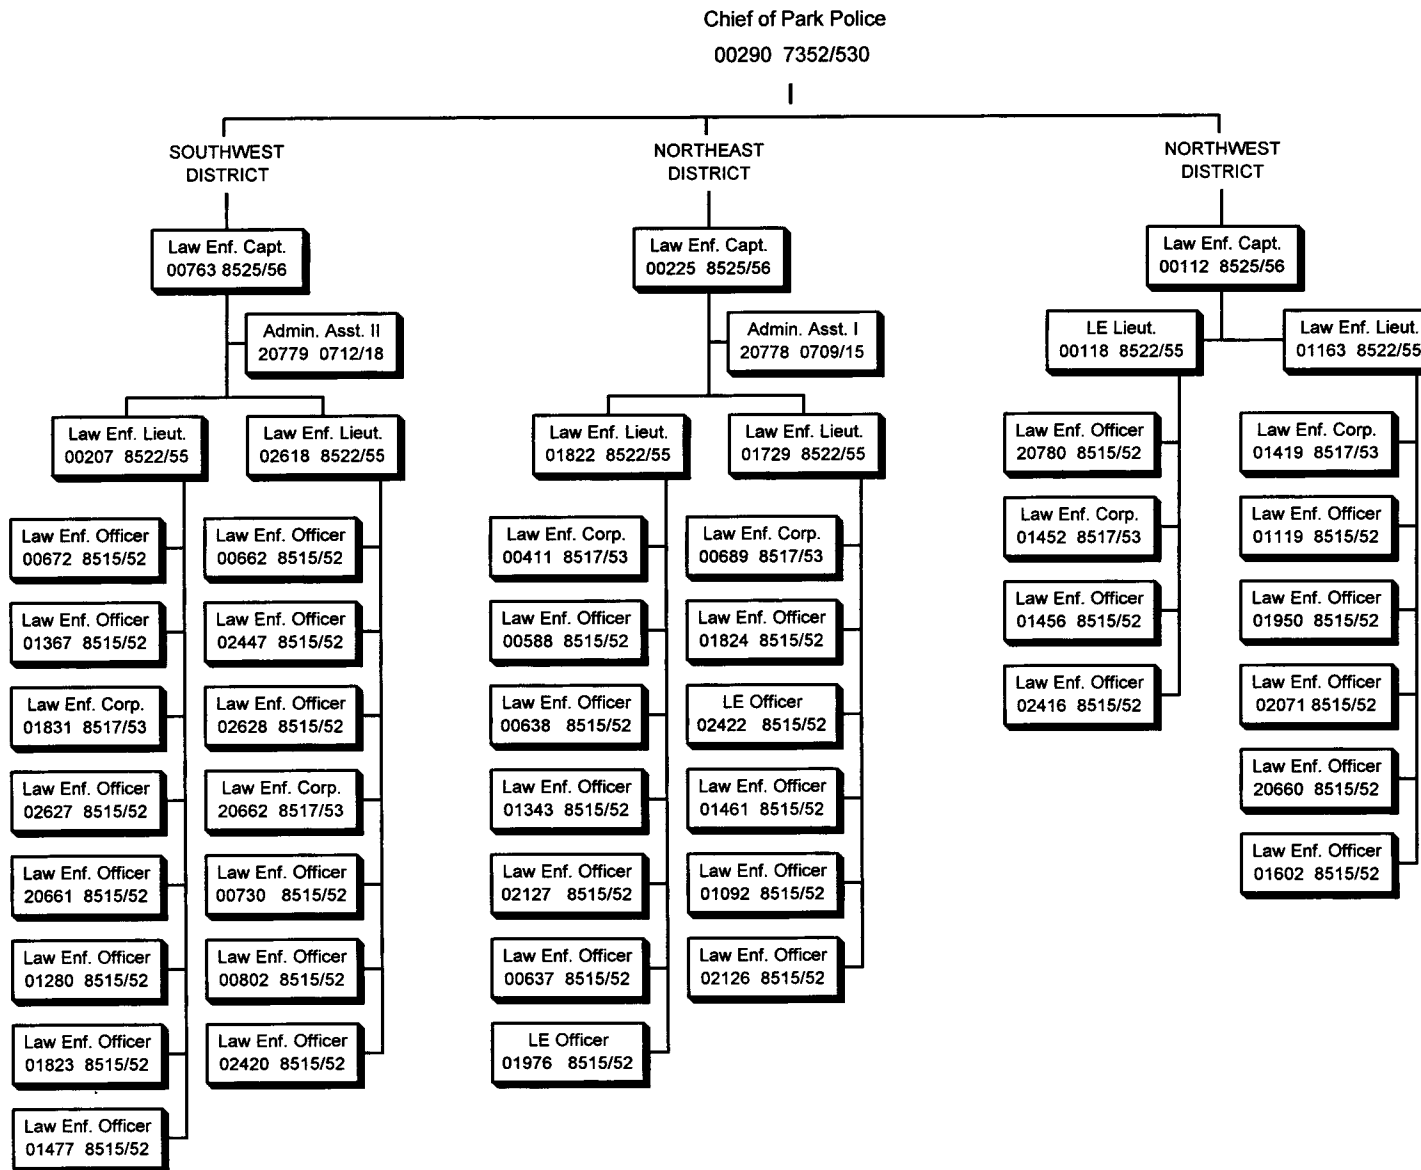 Chief of Park Police
00290 7352/530
SOUTHWEST
DISTRICT
Law Enf. Capt.
00763 8525/56
Admin. Asst. II
20779 0712/18
Law Enf. Lieut.
00207 8522/55
Law Enf. Officer
00672 8515/52
Law Enf. Officer
01367 8515/52
Law Enf. Corp.
01831 8517/53
Law Enf. Officer
02627 8515/52
Law Enf. Officer
20661 8515/52
Law Enf. Officer
01280 8515/52
Law Enf. Officer
01823 8515/52
Law Enf. Officer
01477 8515/52
Law Enf. Lieut.
02618 8522/55
Law Enf. Officer
00662 8515/52
Law Enf. Officer
02447 8515/52
Law Enf. Officer
02628 8515/52
Law Enf. Corp.
20662 8517/53
Law Enf. Officer
00730 8515/52
Law Enf. Officer
00802 8515/52
Law Enf. Officer
02420 8515/52
NORTHEAST
DISTRICT
Law Enf. Capt.
00225 8525/56
Admin. Asst. I
20778 0709/15
Law Enf. Lieut.
01822 8522/55
Law Enf. Corp.
00411 8517/53
Law Enf. Officer
00588 8515/52
Law Enf. Officer
00638 8515/52
Law Enf. Officer
01343 8515/52
Law Enf. Officer
02127 8515/52
Law Enf. Officer
00637 8515/52
LE Officer
01976 8515/52
Law Enf. Lieut.
01729 8522/55
Law Enf. Corp.
00689 8517/53
Law Enf. Officer
01824 8515/52
LE Officer
02422 8515/52
Law Enf. Officer
01461 8515/52
Law Enf. Officer
01092 8515/52
Law Enf. Officer
02126 8515/52
NORTHWEST
DISTRICT
Law Enf. Capt.
00112 8525/56
LE Lieut.
00118 8522/55
Law Enf. Officer
20780 8515/52
Law Enf. Corp.
01452 8517/53
Law Enf. Officer
01456 8515/52
Law Enf. Officer
02416 8515/52
Law Enf. Lieut.
01163 8522/55
Law Enf. Corp.
01419 8517/53
Law Enf. Officer
01119 8515/52
Law Enf. Officer
01950 8515/52
Law Enf. Officer
02071 8515/52
Law Enf. Officer
20660 8515/52
Law Enf. Officer
01602 8515/52